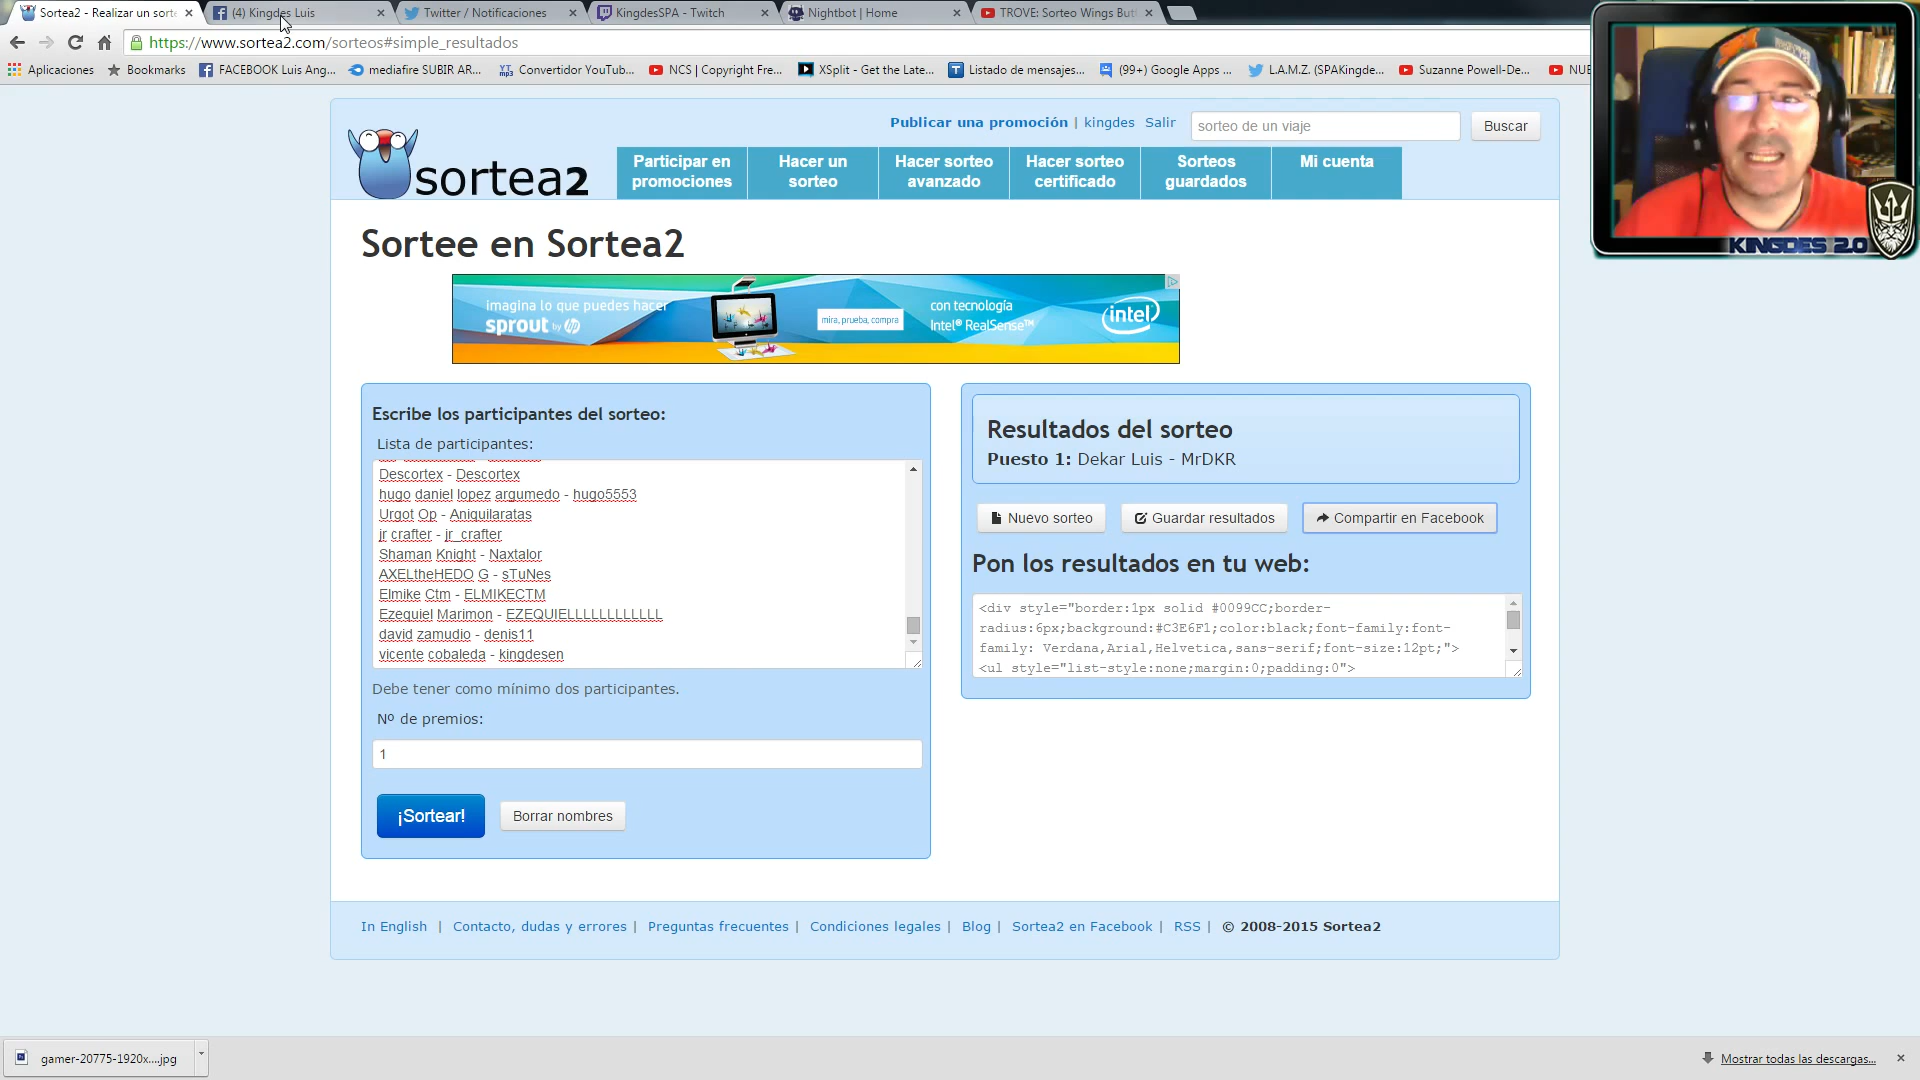 Sortea2 - Realizar un sorte
(4) Kingdes Luis
Twitter / Notificaciones
KingdesSPA - Twitch
Nightbot | Home
TROVE: Sorteo Wings Butt
https://www.sortea2.com/sorteos#simple_resultados
Aplicaciones
Bookmarks
FACEBOOK Luis Ang...
mediafire SUBIR AR...
Convertidor YouTub...
NCS | Copyright Fre...
XSplit - Get the Late...
Listado de mensajes...
(99+) Google Apps ...
L.A.M.Z. (SPAKingde...
Suzanne Powell-De...
NUE
Publicar una promoción | kingdes Salir
sorteo de un viaje
Buscar
sortea2
Participar en promociones
Hacer un sorteo
Hacer sorteo avanzado
Hacer sorteo certificado
Sorteos guardados
Mi cuenta
KINGDES 2.0
Sortee en Sortea2
imagina lo que puedes hacer
sprout by hp
mira, prueba, compra
con tecnología
Intel® RealSense™
intel
Escribe los participantes del sorteo:
Lista de participantes:
Descortex - Descortex
hugo daniel lopez argumedo - hugo5553
Urgot Op - Aniquilaratas
jr crafter - jr_crafter
Shaman Knight - Naxtalor
AXELtheHEDO G - sTuNes
Elmike Ctm - ELMIKECTM
Ezequiel Marimon - EZEQUIELLLLLLLLLLLL
david zamudio - denis11
vicente cobaleda - kingdesen
Debe tener como mínimo dos participantes.
Nº de premios:
1
¡Sortear!
Borrar nombres
Resultados del sorteo
Puesto 1: Dekar Luis - MrDKR
Nuevo sorteo
Guardar resultados
Compartir en Facebook
Pon los resultados en tu web:
<div style="border:1px solid #0099CC;border-
radius:6px;background:#C3E6F1;color:black;font-family:font-
family: Verdana,Arial,Helvetica,sans-serif;font-size:12pt;">
<ul style="list-style:none;margin:0;padding:0">
In English | Contacto, dudas y errores | Preguntas frecuentes | Condiciones legales | Blog | Sortea2 en Facebook | RSS | © 2008-2015 Sortea2
gamer-20775-1920x....jpg
Mostrar todas las descargas...